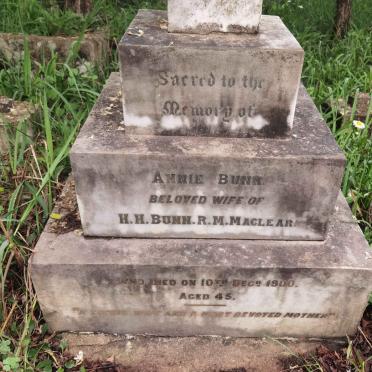 Sacred to the
Memory of
ANNIE BUNN
BELOVED WIFE OF
H.H. BUNN. R.M. MACLEAR.
WHO DIED ON 10TH DECR 1900.
AGED 45.
DEVOTED MOTHER